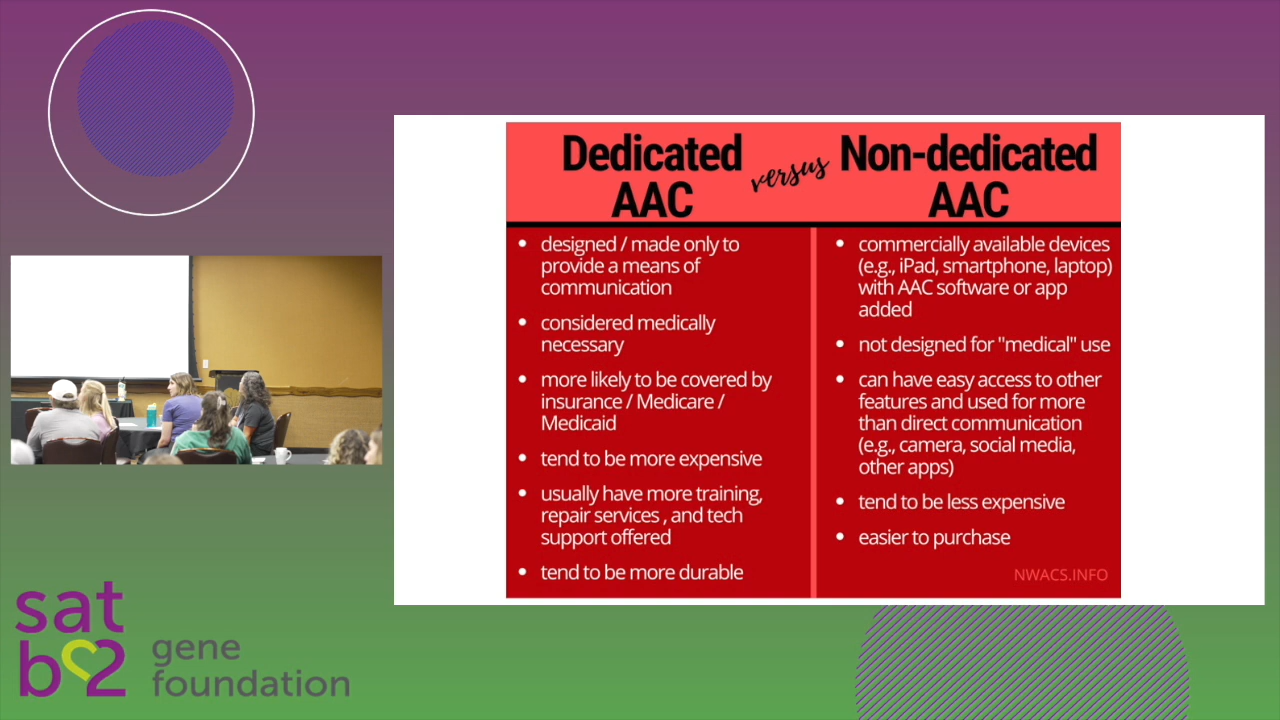 Dedicated
AAC
versus
Non-dedicated
AAC
• designed / made only to
provide a means of
communication
• considered medically
necessary
• more likely to be covered by
insurance / Medicare /
Medicaid
• tend to be more expensive
• usually have more training,
repair services , and tech
support offered
• tend to be more durable
• commercially available devices
(e.g., iPad, smartphone, laptop)
with AAC software or app
added
• not designed for "medical" use
• can have easy access to other
features and used for more
than direct communication
(e.g., camera, social media,
other apps)
• tend to be less expensive
• easier to purchase
NWACS.INFO
sat
b2
gene
foundation